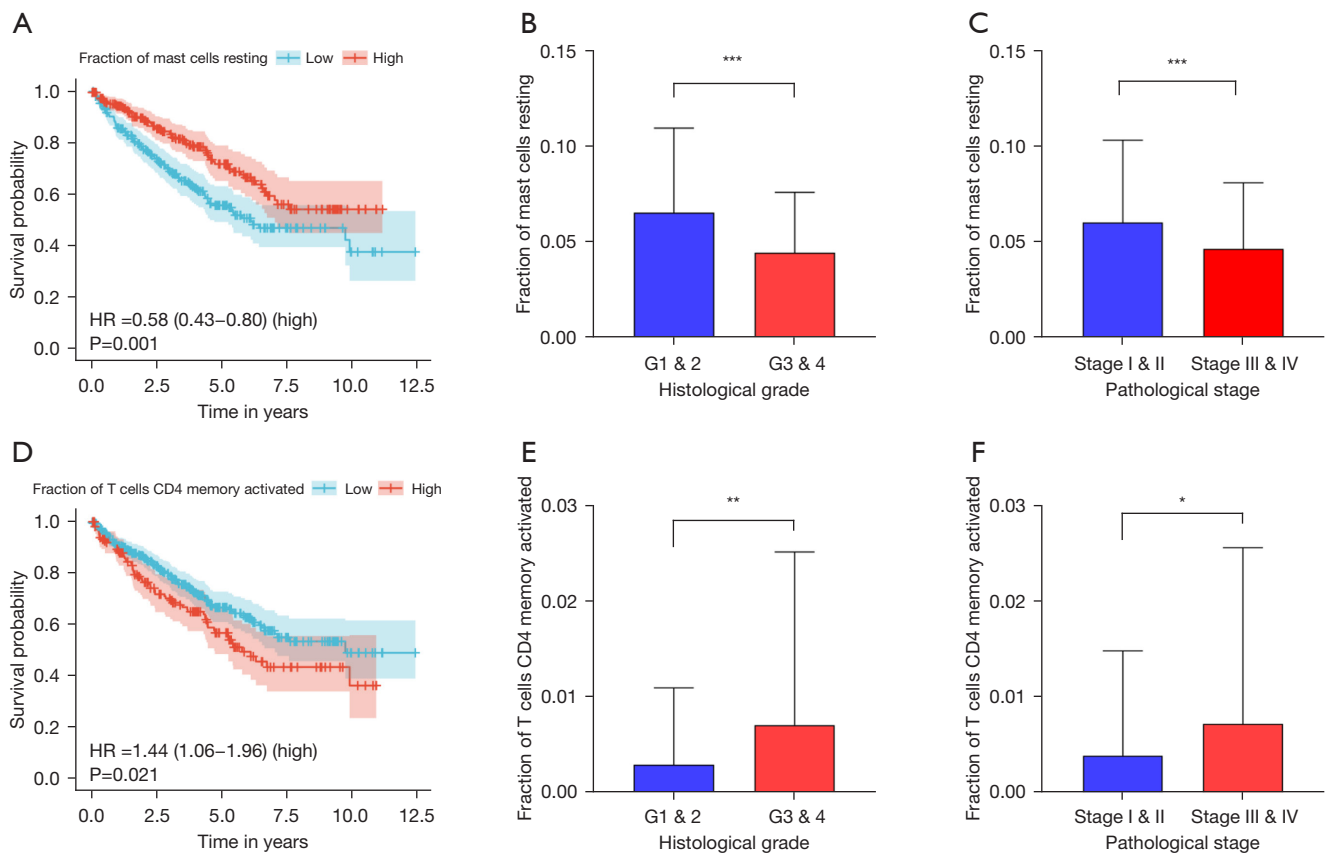 A
Fraction of mast cells resting Low High
Survival probability
1.0
0.8
0.6
0.4
0.2
0.0
HR =0.58 (0.43–0.80) (high)
P=0.001
0.0 2.5 5.0 7.5 10.0 12.5
Time in years
B
Fraction of mast cells resting
0.15
0.10
0.05
0.00
***
G1 & 2 G3 & 4
Histological grade
C
Fraction of mast cells resting
0.15
0.10
0.05
0.00
***
Stage I & II Stage III & IV
Pathological stage
D
Fraction of T cells CD4 memory activated Low High
Survival probability
1.0
0.8
0.6
0.4
0.2
0.0
HR =1.44 (1.06–1.96) (high)
P=0.021
0.0 2.5 5.0 7.5 10.0 12.5
Time in years
E
Fraction of T cells CD4 memory activated
0.03
0.02
0.01
0.00
**
G1 & 2 G3 & 4
Histological grade
F
Fraction of T cells CD4 memory activated
0.03
0.02
0.01
0.00
*
Stage I & II Stage III & IV
Pathological stage